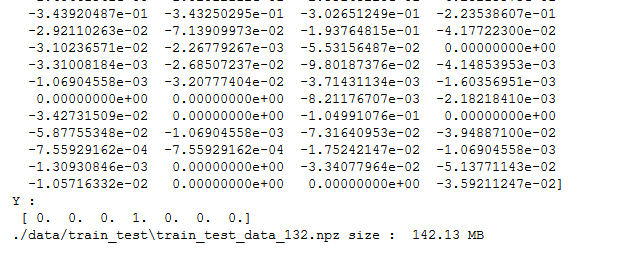 -3.43920487e-01 -3.43250295e-01 -3.02651249e-01 -2.23538607e-01
-2.92110263e-02 -7.13909973e-02 -1.93764815e-01 -4.17722300e-02
-3.10236571e-02 -2.26779267e-03 -5.53156487e-02 0.00000000e+00
-3.31008184e-03 -2.68507237e-02 -9.80187376e-02 -4.14853953e-03
-1.06904558e-03 -3.20777404e-02 -3.71431134e-03 -1.60356951e-03
0.00000000e+00 0.00000000e+00 -8.21176707e-03 -2.18218410e-03
-3.42731509e-02 0.00000000e+00 -1.04991076e-01 0.00000000e+00
-5.87755348e-02 -1.06904558e-03 -7.31640953e-02 -3.94887100e-02
-7.55929162e-04 -7.55929162e-04 -1.75242147e-02 -1.06904558e-03
-1.30930846e-03 0.00000000e+00 -3.34077964e-02 -5.13771143e-02
-1.05716332e-02 0.00000000e+00 0.00000000e+00 -3.59211247e-02]
Y :
[ 0. 0. 0. 1. 0. 0. 0.]
./data/train_test\train_test_data_132.npz size : 142.13 MB